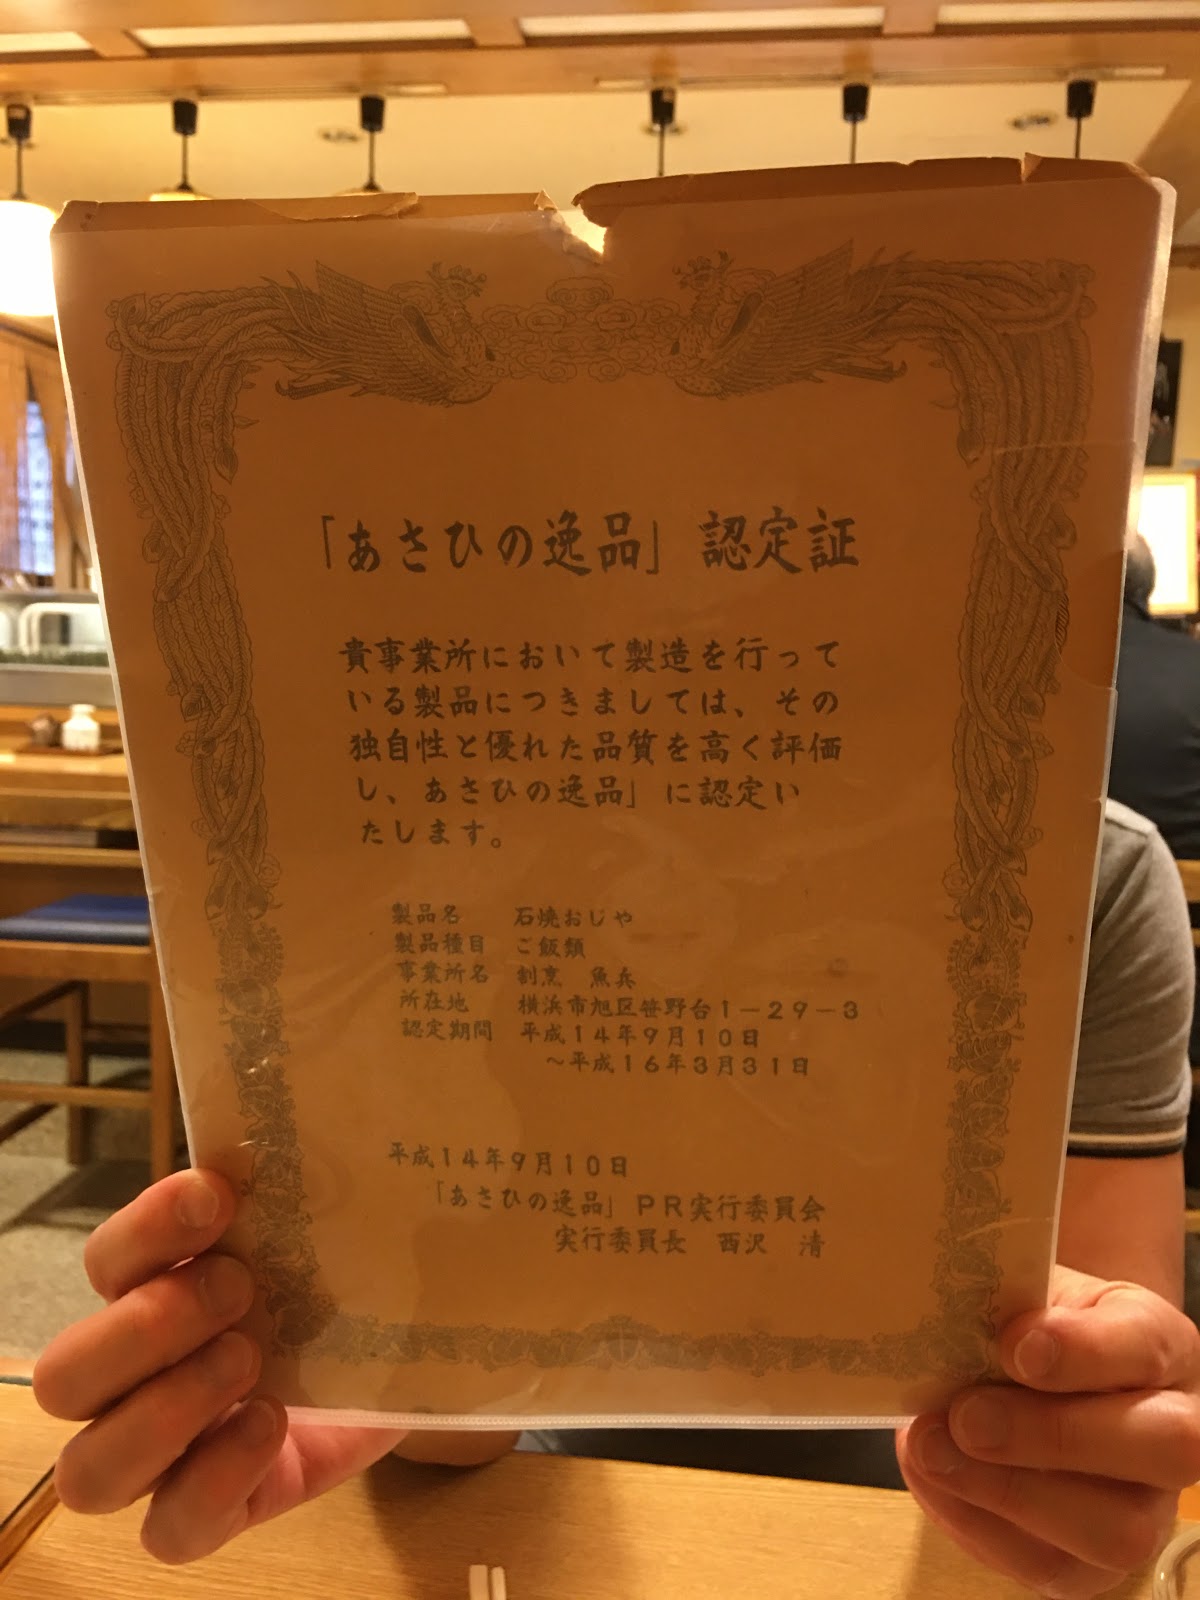 「あさひの逸品」認定証
貴事業所において製造を行って
いる製品につきましては、その
独自性と優れた品質を高く評価
し、あさひの逸品」に認定い
たします。
製品名　石焼おじや
製品種目　ご飯類
事業所名　割烹　魚兵
所在地　横浜市旭区笹野台１－２９－３
認定期間　平成１４年９月１０日
～平成１６年３月３１日
平成１４年９月１０日
「あさひの逸品」ＰＲ実行委員会
実行委員長　西沢　清